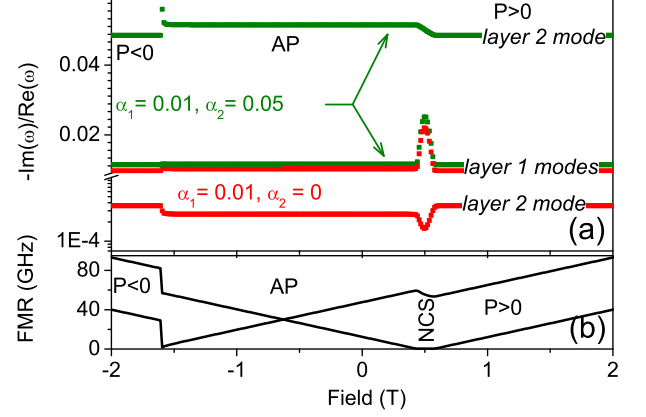 P>0
layer 2 mode
P<0
AP
0.04
-Im(ω)/Re(ω)
α₁= 0.01, α₂= 0.05
0.02
layer 1 modes
α₁= 0.01, α₂ = 0
layer 2 mode
1E-4
(a)
FMR (GHz)
80
P<0
AP
40
NCS
P>0
(b)
0
-2 -1 0 1 2
Field (T)